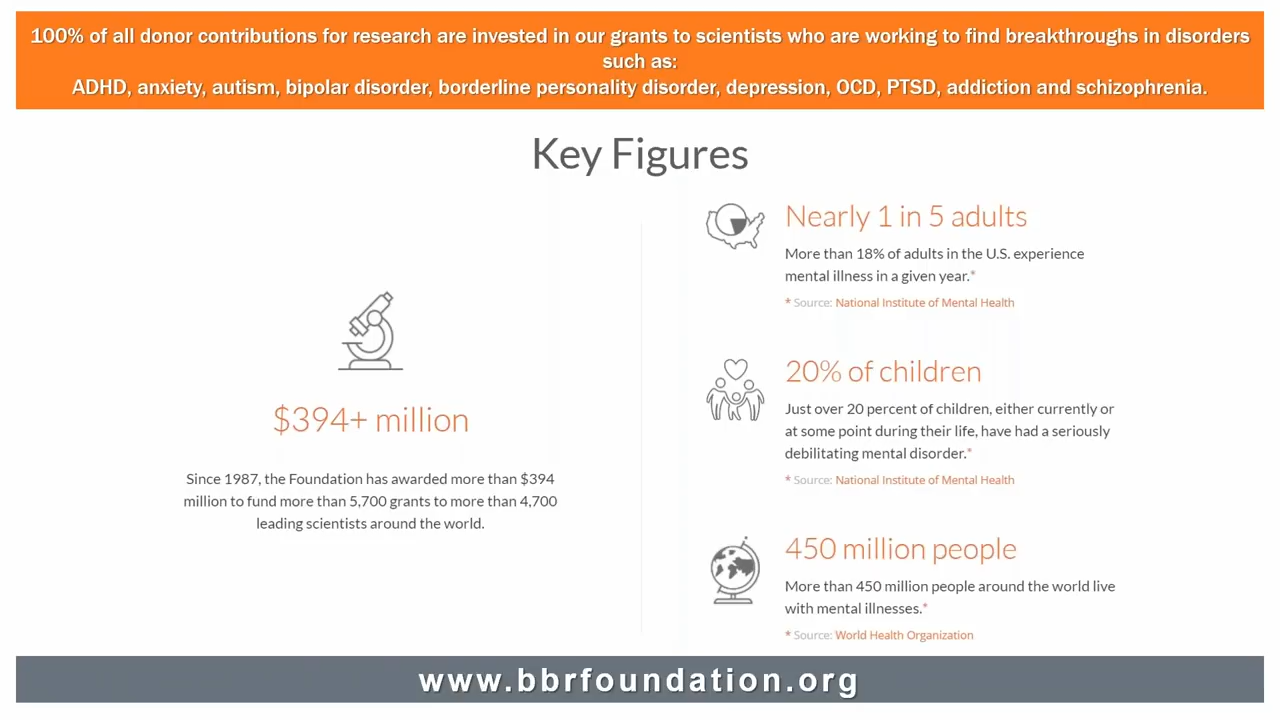 100% of all donor contributions for research are invested in our grants to scientists who are working to find breakthroughs in disorders
such as:
ADHD, anxiety, autism, bipolar disorder, borderline personality disorder, depression, OCD, PTSD, addiction and schizophrenia.
Key Figures
$394+ million
Since 1987, the Foundation has awarded more than $394
million to fund more than 5,700 grants to more than 4,700
leading scientists around the world.
Nearly 1 in 5 adults
More than 18% of adults in the U.S. experience
mental illness in a given year.*
* Source: National Institute of Mental Health
20% of children
Just over 20 percent of children, either currently or
at some point during their life, have had a seriously
debilitating mental disorder.*
* Source: National Institute of Mental Health
450 million people
More than 450 million people around the world live
with mental illnesses.*
* Source: World Health Organization
www.bbrfoundation.org